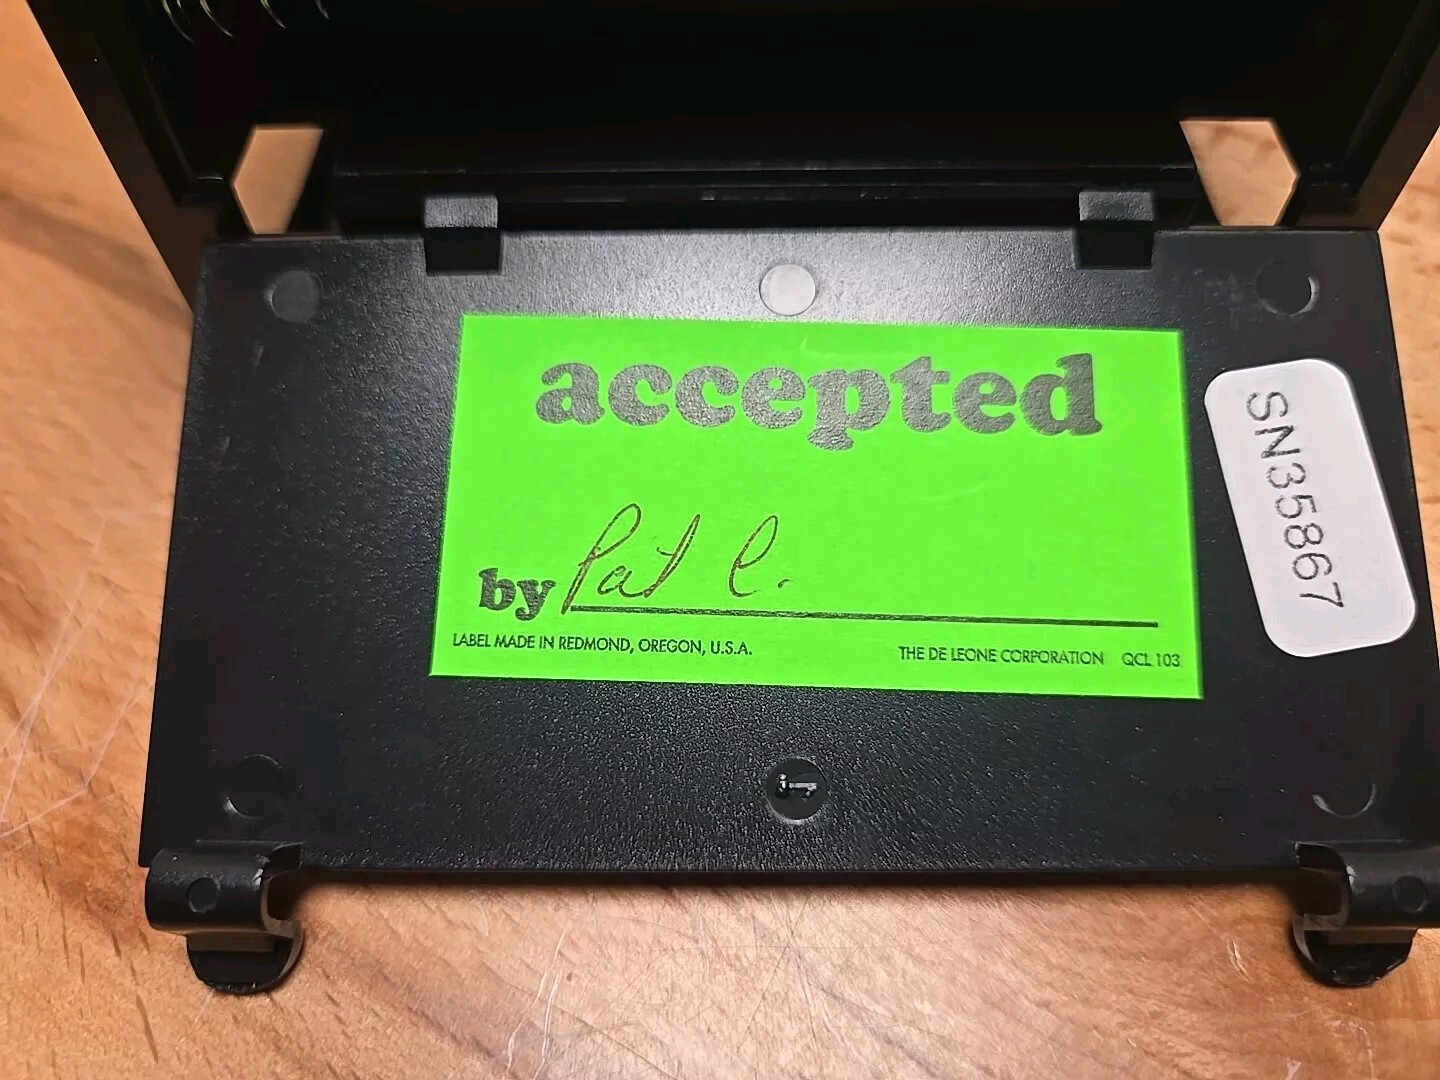 accepted
by Pat C.
LABEL MADE IN REDMOND, OREGON, U.S.A.
THE DE LEONE CORPORATION QCL 103
SN35867